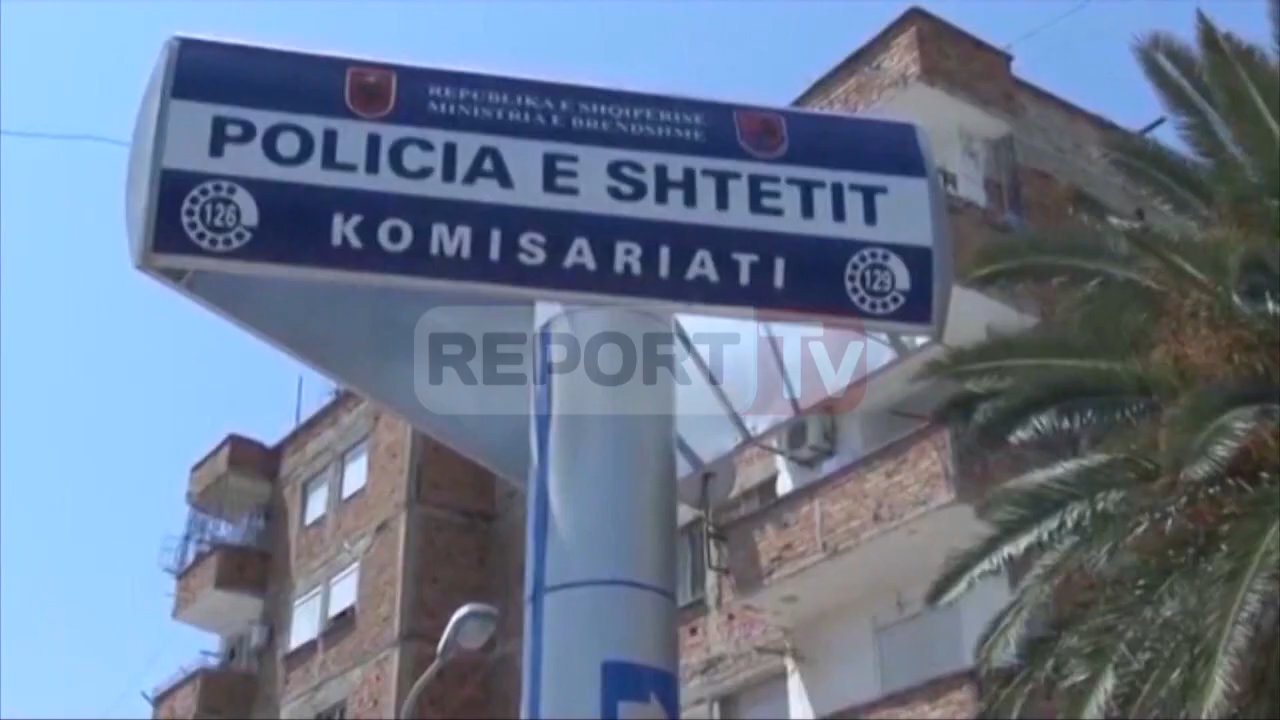 REPUBLIKA E SHQIPERISE
MINISTRIA E BRENDSHME
POLICIA E SHTETIT
126
KOMISARIATI
129
REPORT TV